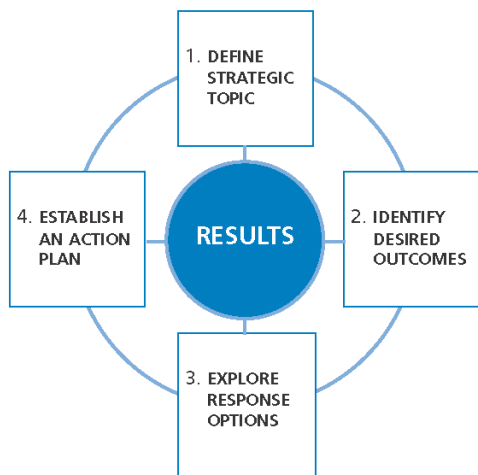 1. DEFINE
STRATEGIC
TOPIC
2. IDENTIFY
DESIRED
OUTCOMES
3. EXPLORE
RESPONSE
OPTIONS
4. ESTABLISH
AN ACTION
PLAN
RESULTS